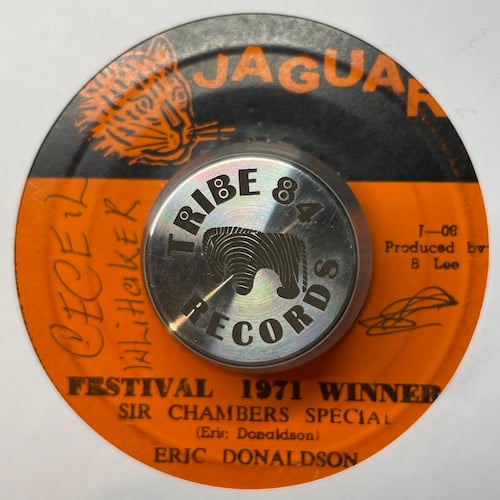 JAGUAR
TRIBE 84
RECORDS
J-08
Produced by
B Lee
CECEIL
WHITTAKER
FESTIVAL 1971 WINNER
SIR CHAMBERS SPECIAL
(Eric Donaldson)
ERIC DONALDSON